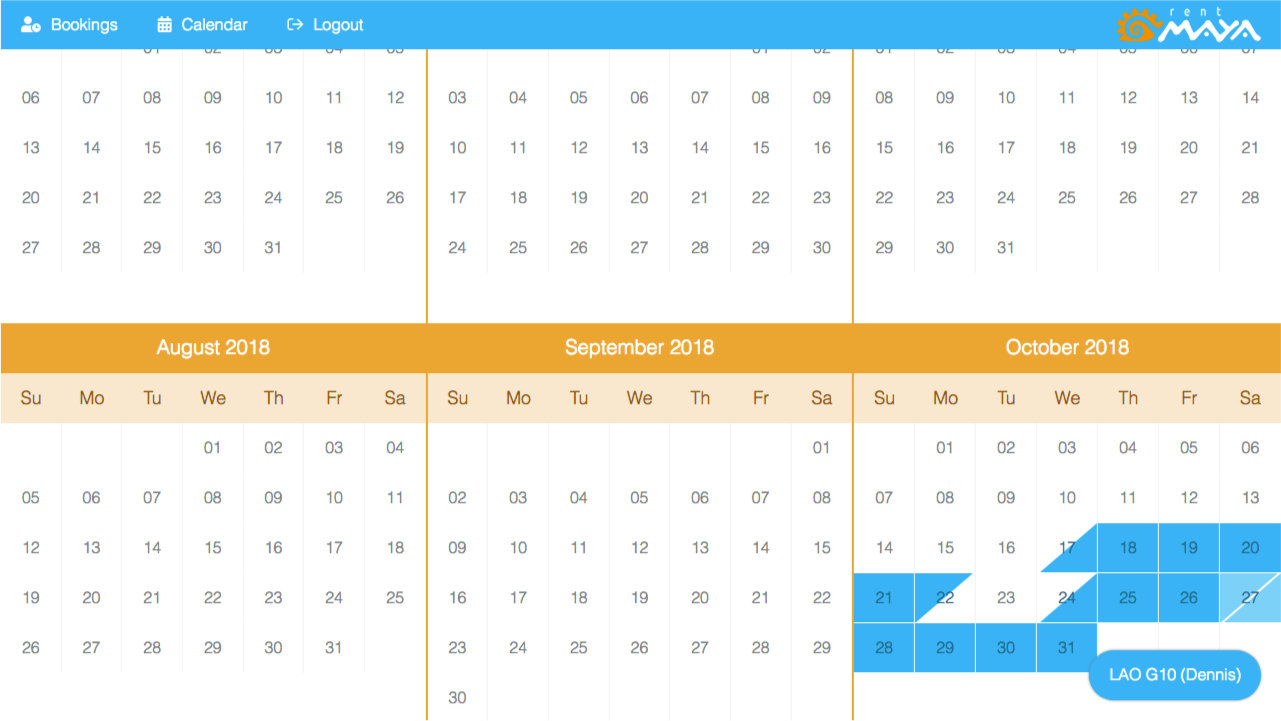 Bookings Calendar Logout rent MAYA
01 02 03 04 05 01 02 01 02 03 04 05 06 07
06 07 08 09 10 11 12 03 04 05 06 07 08 09 08 09 10 11 12 13 14
13 14 15 16 17 18 19 10 11 12 13 14 15 16 15 16 17 18 19 20 21
20 21 22 23 24 25 26 17 18 19 20 21 22 23 22 23 24 25 26 27 28
27 28 29 30 31 24 25 26 27 28 29 30 29 30 31
August 2018 September 2018 October 2018
Su Mo Tu We Th Fr Sa Su Mo Tu We Th Fr Sa Su Mo Tu We Th Fr Sa
01 02 03 04 01 01 02 03 04 05 06
05 06 07 08 09 10 11 02 03 04 05 06 07 08 07 08 09 10 11 12 13
12 13 14 15 16 17 18 09 10 11 12 13 14 15 14 15 16 17 18 19 20
19 20 21 22 23 24 25 16 17 18 19 20 21 22 21 22 23 24 25 26 27
26 27 28 29 30 31 23 24 25 26 27 28 29 28 29 30 31
LAO G10 (Dennis)
30